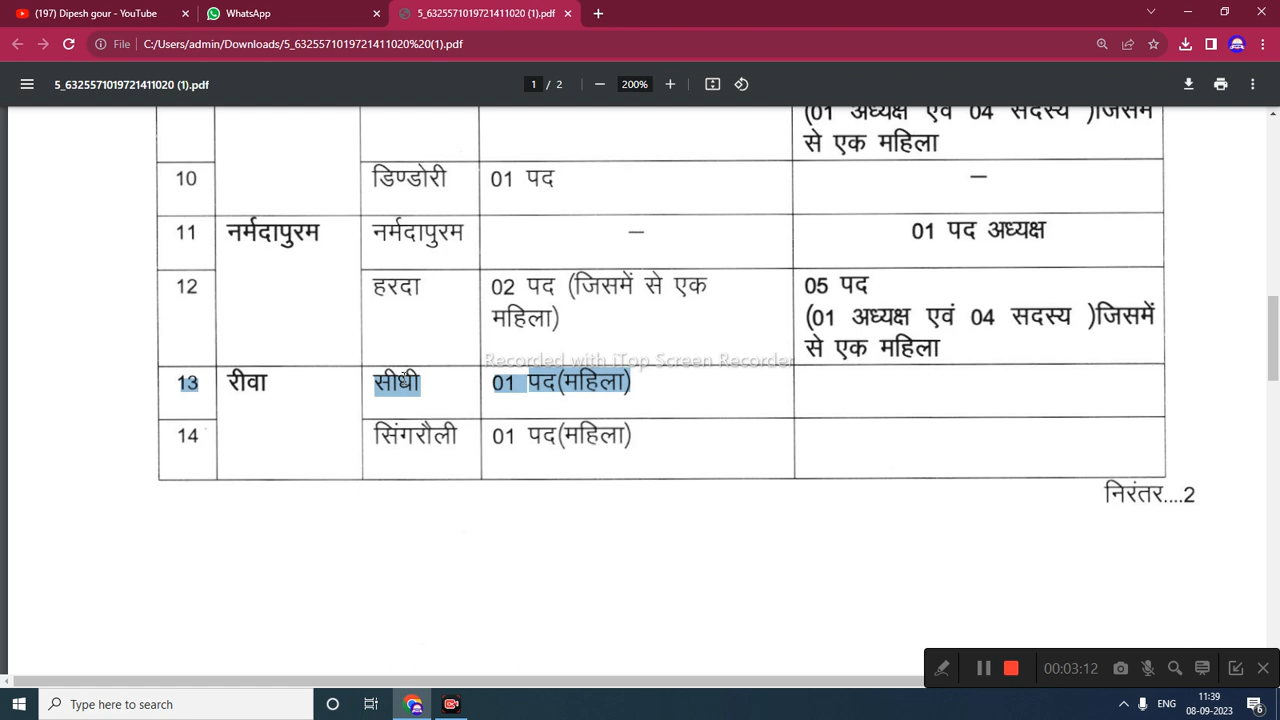 (197) Dipesh gour - YouTube
WhatsApp
5_6325571019721411020 (1).pdf
File C:/Users/admin/Downloads/5_6325571019721411020%20(1).pdf
5_6325571019721411020 (1).pdf
1 / 2
200%
(01 अध्यक्ष एवं 04 सदस्य )जिसमें
से एक महिला
10 डिण्डोरी 01 पद –
11 नर्मदापुरम नर्मदापुरम – 01 पद अध्यक्ष
12 हरदा 02 पद (जिसमें से एक महिला) 05 पद
(01 अध्यक्ष एवं 04 सदस्य )जिसमें
से एक महिला
Recorded with iTop Screen Recorder
13 रीवा सीधी 01 पद(महिला)
14 सिंगरौली 01 पद(महिला)
निरंतर....2
00:03:12
Type here to search
ENG
11:39
08-09-2023
6